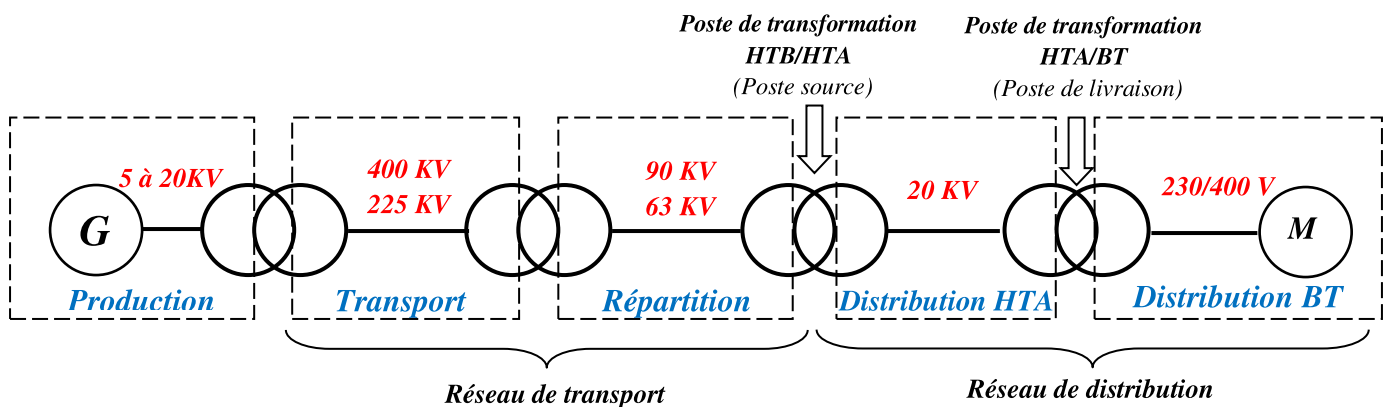 Poste de transformation
HTB/HTA
(Poste source)
Poste de transformation
HTA/BT
(Poste de livraison)
5 à 20KV
400 KV
225 KV
90 KV
63 KV
20 KV
230/400 V
G
M
Production
Transport
Répartition
Distribution HTA
Distribution BT
Réseau de transport
Réseau de distribution